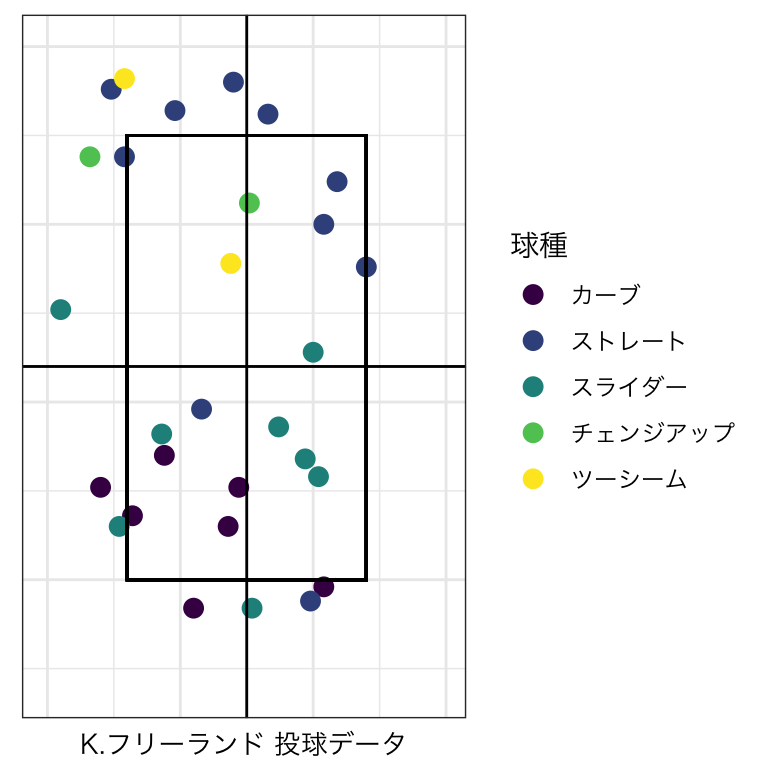 球種
カーブ
ストレート
スライダー
チェンジアップ
ツーシーム
K.フリーランド 投球データ